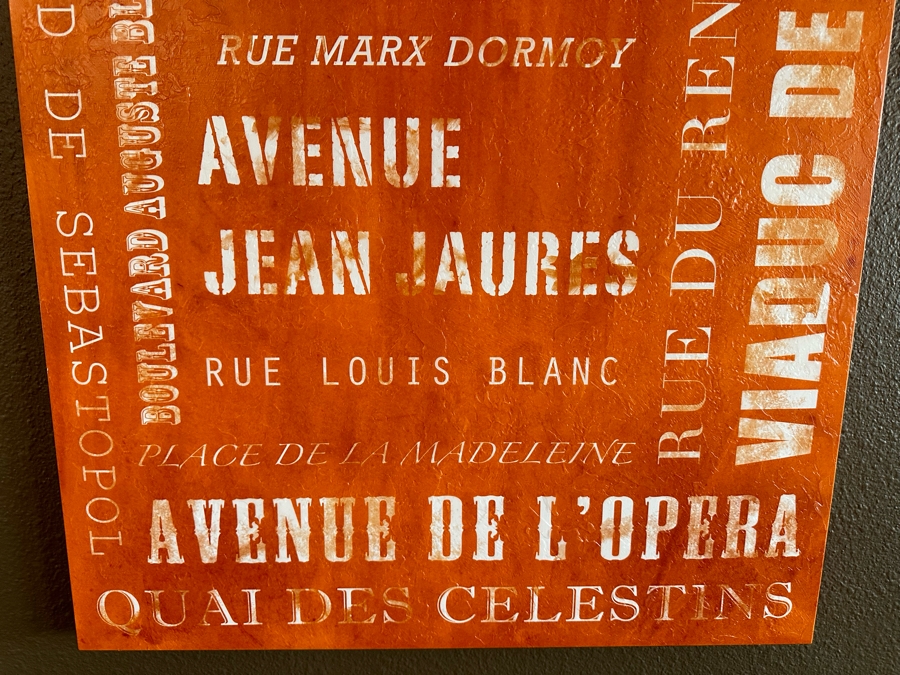 D DE SEBASTOPOL
BOULEVARD AUGUSTE
RUE MARX DORMOY
AVENUE
JEAN JAURES
RUE LOUIS BLANC
PLACE DE LA MADELEINE
AVENUE DE L'OPERA
QUAI DES CELESTINS
RUE DU REN
VIADUC DE